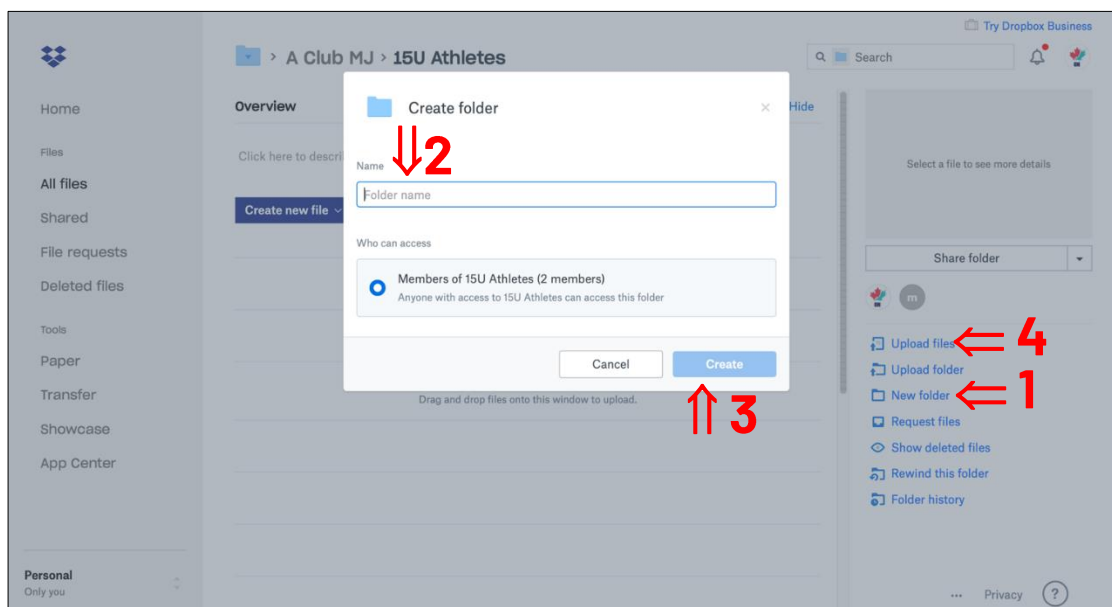 Try Dropbox Business
> A Club MJ > 15U Athletes
Search
Home
Files
All files
Shared
File requests
Deleted files
Tools
Paper
Transfer
Showcase
App Center
Personal
Only you
Overview
Hide
Click here to descri
Create new file
Create folder
⇓2
Name
Folder name
Who can access
Members of 15U Athletes (2 members)
Anyone with access to 15U Athletes can access this folder
Cancel
Create
⇑ 3
Drag and drop files onto this window to upload.
Select a file to see more details
Share folder
m
Upload files ⇐ 4
Upload folder
New folder ⇐ 1
Request files
Show deleted files
Rewind this folder
Folder history
... Privacy ?